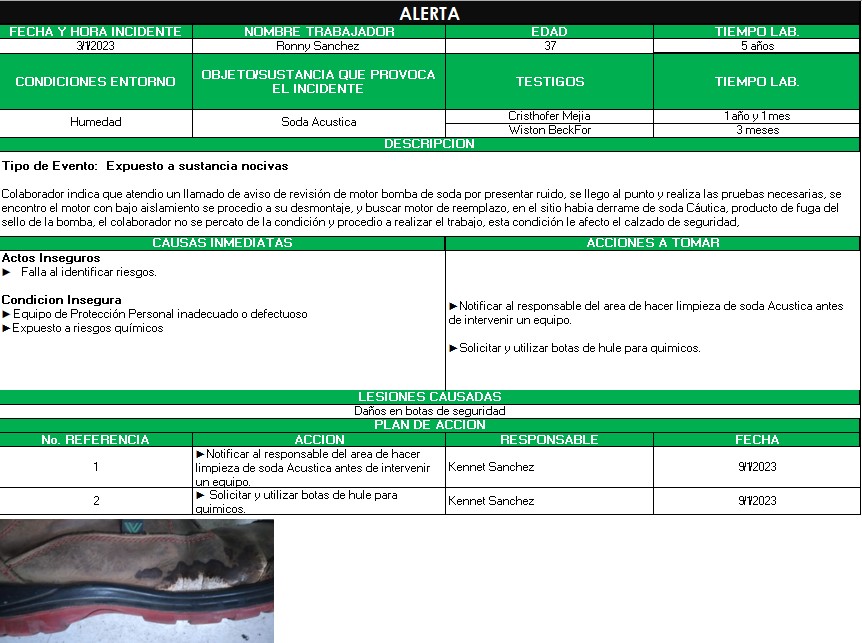 ALERTA
FECHA Y HORA INCIDENTE NOMBRE TRABAJADOR EDAD TIEMPO LAB.
3/1/2023 Ronny Sanchez 37 5 años
CONDICIONES ENTORNO OBJETO/SUSTANCIA QUE PROVOCA EL INCIDENTE TESTIGOS TIEMPO LAB.
Humedad Soda Acustica Cristhofer Mejia 1 año y 1 mes
Wiston BeckFor 3 meses
DESCRIPCION
Tipo de Evento: Expuesto a sustancia nocivas
Colaborador indica que atendio un llamado de aviso de revisión de motor bomba de soda por presentar ruido, se llego al punto y realiza las pruebas necesarias, se
encontro el motor con bajo aislamiento se procedio a su desmontaje, y buscar motor de reemplazo, en el sitio habia derrame de soda Cáutica, producto de fuga del
sello de la bomba, el colaborador no se percato de la condición y procedio a realizar el trabajo, esta condición le afecto el calzado de seguridad,
CAUSAS INMEDIATAS ACCIONES A TOMAR
Actos Inseguros
► Falla al identificar riesgos.
Condicion Insegura
►Equipo de Protección Personal inadecuado o defectuoso
►Expuesto a riesgos químicos
►Notificar al responsable del area de hacer limpieza de soda Acustica antes
de intervenir un equipo.
►Solicitar y utilizar botas de hule para quimicos.
LESIONES CAUSADAS
Daños en botas de seguridad
PLAN DE ACCION
No. REFERENCIA ACCION RESPONSABLE FECHA
1 ►Notificar al responsable del area de hacer
limpieza de soda Acustica antes de intervenir
un equipo. Kennet Sanchez 9/1/2023
2 ► Solicitar y utilizar botas de hule para
quimicos. Kennet Sanchez 9/1/2023